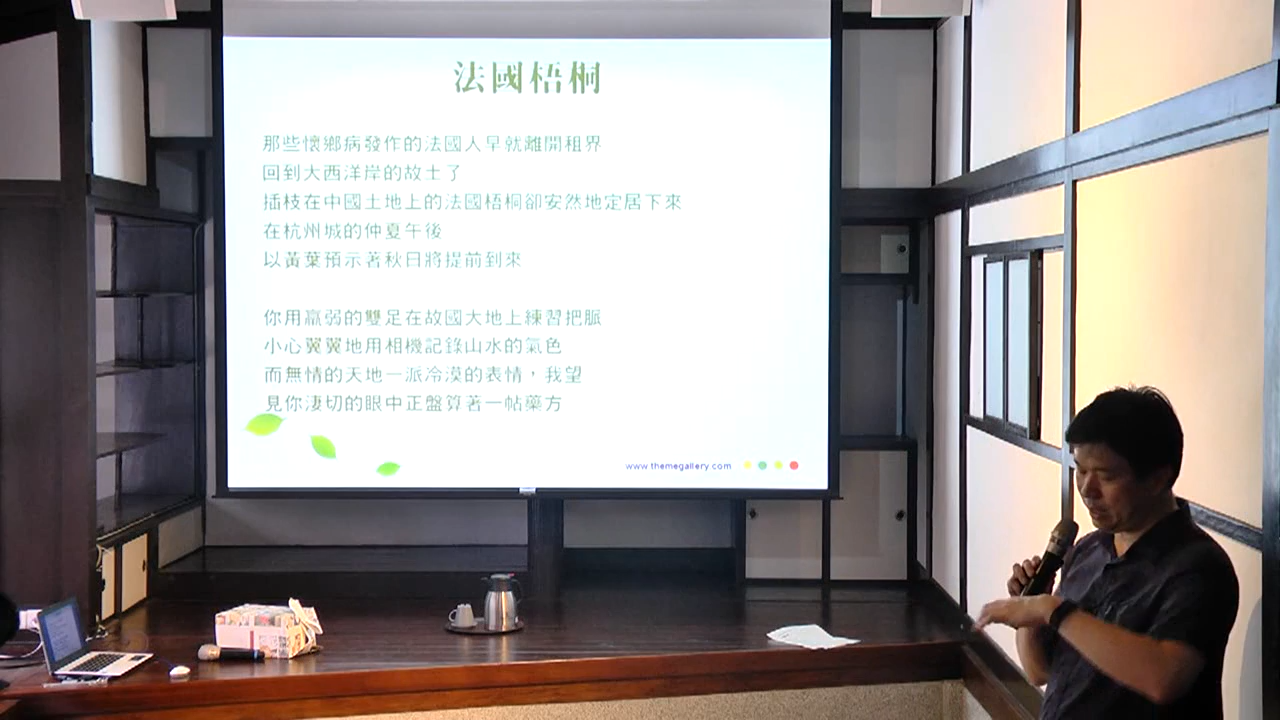 法國梧桐
那些懷鄉病發作的法國人早就離開租界
回到大西洋岸的故土了
插枝在中國土地上的法國梧桐卻安然地定居下來
在杭州城的仲夏午後
以黃葉預示著秋日將提前到來
你用羸弱的雙足在故國大地上練習把脈
小心翼翼地用相機記錄山水的氣色
而無情的天地一派冷漠的表情，我望
見你淒切的眼中正盤算著一帖藥方
www.themegallery.com